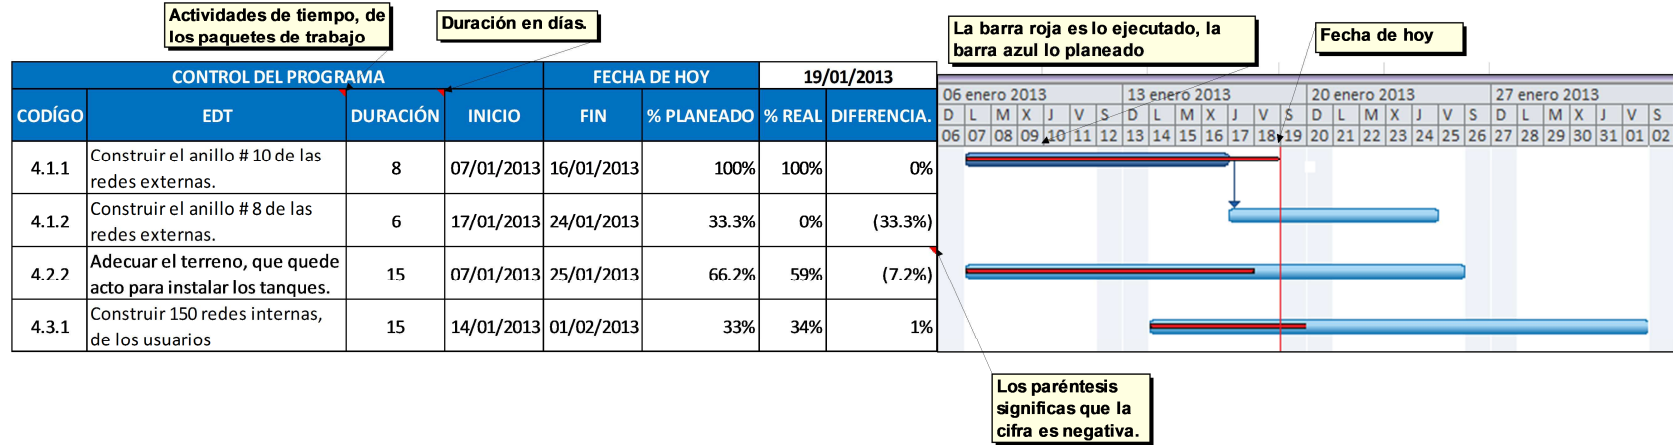 Actividades de tiempo, de
los paquetes de trabajo
Duración en días.
La barra roja es lo ejecutado, la
barra azul lo planeado
Fecha de hoy
CONTROL DEL PROGRAMA FECHA DE HOY 19/01/2013
CODÍGO EDT DURACIÓN INICIO FIN % PLANEADO % REAL DIFERENCIA.
06 enero 2013 13 enero 2013 20 enero 2013 27 enero 2013
D L M X J V S D L M X J V S D L M X J V S D L M X J V S
06 07 08 09 10 11 12 13 14 15 16 17 18 19 20 21 22 23 24 25 26 27 28 29 30 31 01 02
4.1.1 Construir el anillo # 10 de las
redes externas. 8 07/01/2013 16/01/2013 100% 100% 0%
4.1.2 Construir el anillo # 8 de las
redes externas. 6 17/01/2013 24/01/2013 33.3% 0% (33.3%)
4.2.2 Adecuar el terreno, que quede
acto para instalar los tanques. 15 07/01/2013 25/01/2013 66.2% 59% (7.2%)
4.3.1 Construir 150 redes internas,
de los usuarios 15 14/01/2013 01/02/2013 33% 34% 1%
Los paréntesis
significas que la
cifra es negativa.